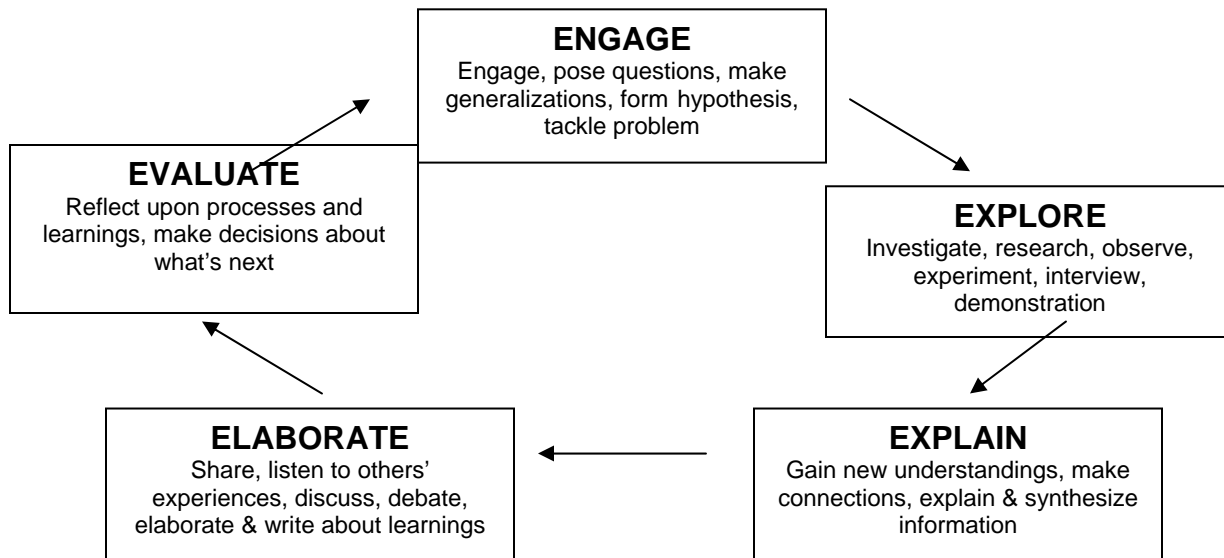 ENGAGE
Engage, pose questions, make
generalizations, form hypothesis,
tackle problem
EVALUATE
Reflect upon processes and
learnings, make decisions about
what's next
EXPLORE
Investigate, research, observe,
experiment, interview,
demonstration
ELABORATE
Share, listen to others'
experiences, discuss, debate,
elaborate & write about learnings
EXPLAIN
Gain new understandings, make
connections, explain & synthesize
information